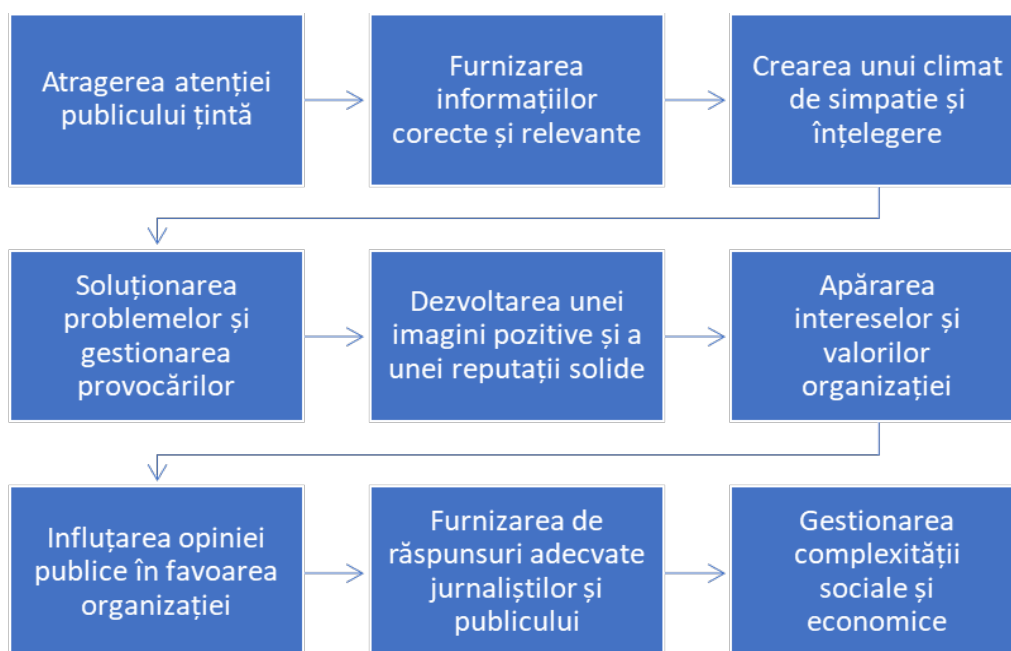 Atragerea atenției
publicului țintă
Furnizarea
informațiilor
corecte și relevante
Crearea unui climat
de simpatie și
înțelegere
Soluționarea
problemelor și
gestionarea
provocărilor
Dezvoltarea unei
imagini pozitive și a
unei reputații solide
Apărarea
intereselor și
valorilor
organizației
Influțarea opiniei
publice în favoarea
organizației
Furnizarea de
răspunsuri adecvate
jurnaliștilor și
publicului
Gestionarea
complexității
sociale și
economice